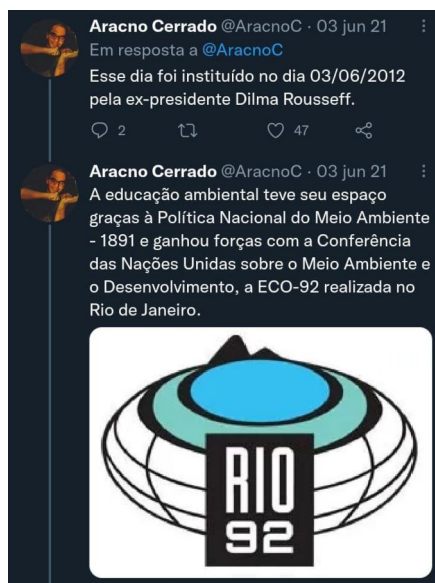 Aracno Cerrado @AracnoC · 03 jun 21
Em resposta a @AracnoC
Esse dia foi instituído no dia 03/06/2012
pela ex-presidente Dilma Rousseff.
2 47
Aracno Cerrado @AracnoC · 03 jun 21
A educação ambiental teve seu espaço
graças à Política Nacional do Meio Ambiente
- 1891 e ganhou forças com a Conferência
das Nações Unidas sobre o Meio Ambiente e
o Desenvolvimento, a ECO-92 realizada no
Rio de Janeiro.
RIO
92